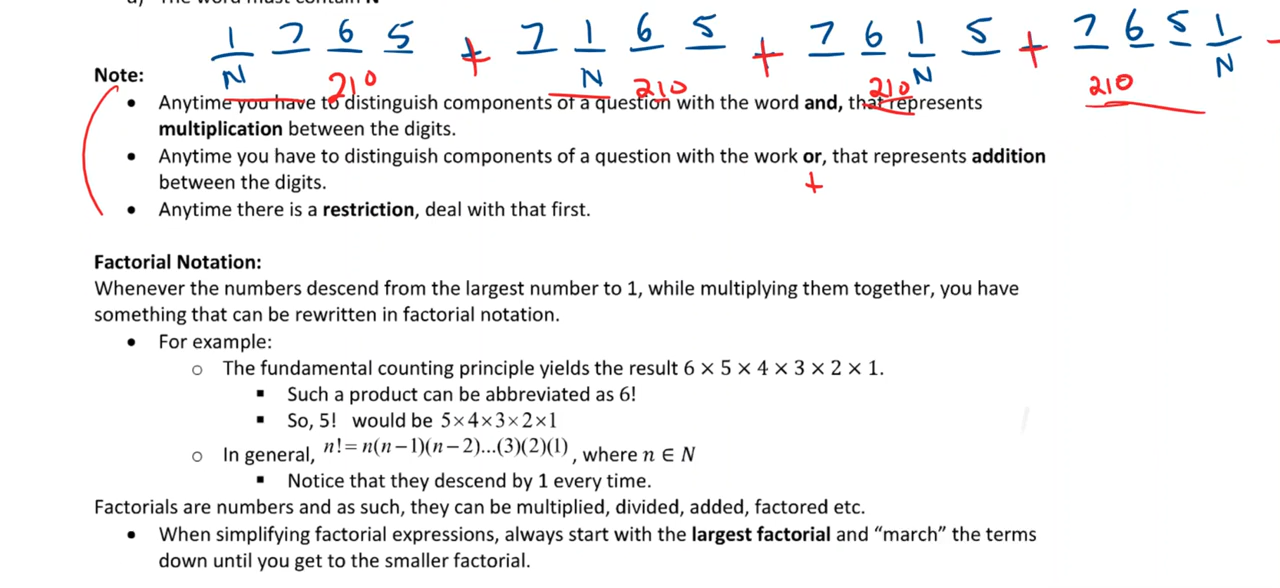 1 7 6 5 + 7 1 6 5 + 7 6 1 5 + 7 6 5 1
N N N N
210 210 210 210
Note:
• Anytime you have to distinguish components of a question with the word and, that represents
multiplication between the digits.
• Anytime you have to distinguish components of a question with the work or, that represents addition
+
between the digits.
• Anytime there is a restriction, deal with that first.
Factorial Notation:
Whenever the numbers descend from the largest number to 1, while multiplying them together, you have
something that can be rewritten in factorial notation.
• For example:
o The fundamental counting principle yields the result 6 × 5 × 4 × 3 × 2 × 1.
▪ Such a product can be abbreviated as 6!
▪ So, 5! would be 5×4×3×2×1
o In general, n!=n(n−1)(n−2)...(3)(2)(1), where n ∈ N
▪ Notice that they descend by 1 every time.
Factorials are numbers and as such, they can be multiplied, divided, added, factored etc.
• When simplifying factorial expressions, always start with the largest factorial and “march” the terms
down until you get to the smaller factorial.